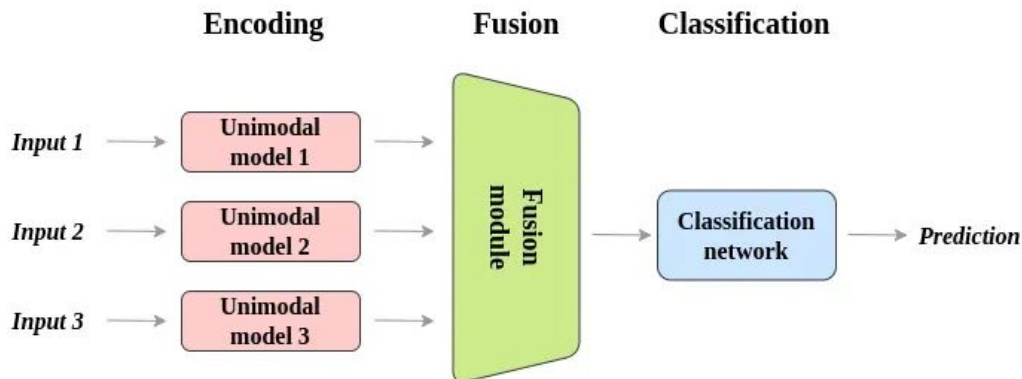 Encoding Fusion Classification
Input 1
Unimodal
model 1
Input 2
Unimodal
model 2
Input 3
Unimodal
model 3
Fusion
module
Classification
network
Prediction